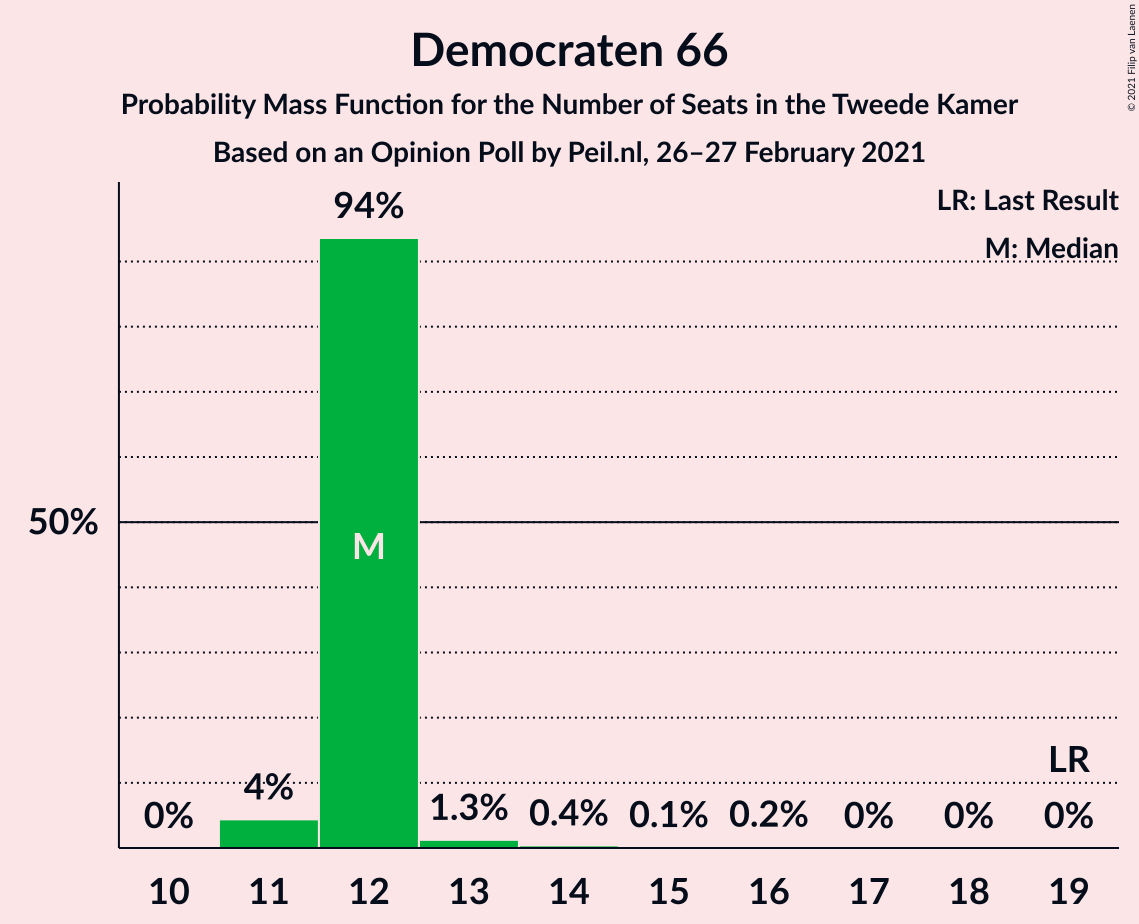 Democraten 66
Probability Mass Function for the Number of Seats in the Tweede Kamer
Based on an Opinion Poll by Peil.nl, 26–27 February 2021
© 2021 Filip van Laenen
LR: Last Result
M: Median
94%
50%
M
LR
0%
4%
1.3%
0.4%
0.1%
0.2%
0%
0%
0%
10 11 12 13 14 15 16 17 18 19